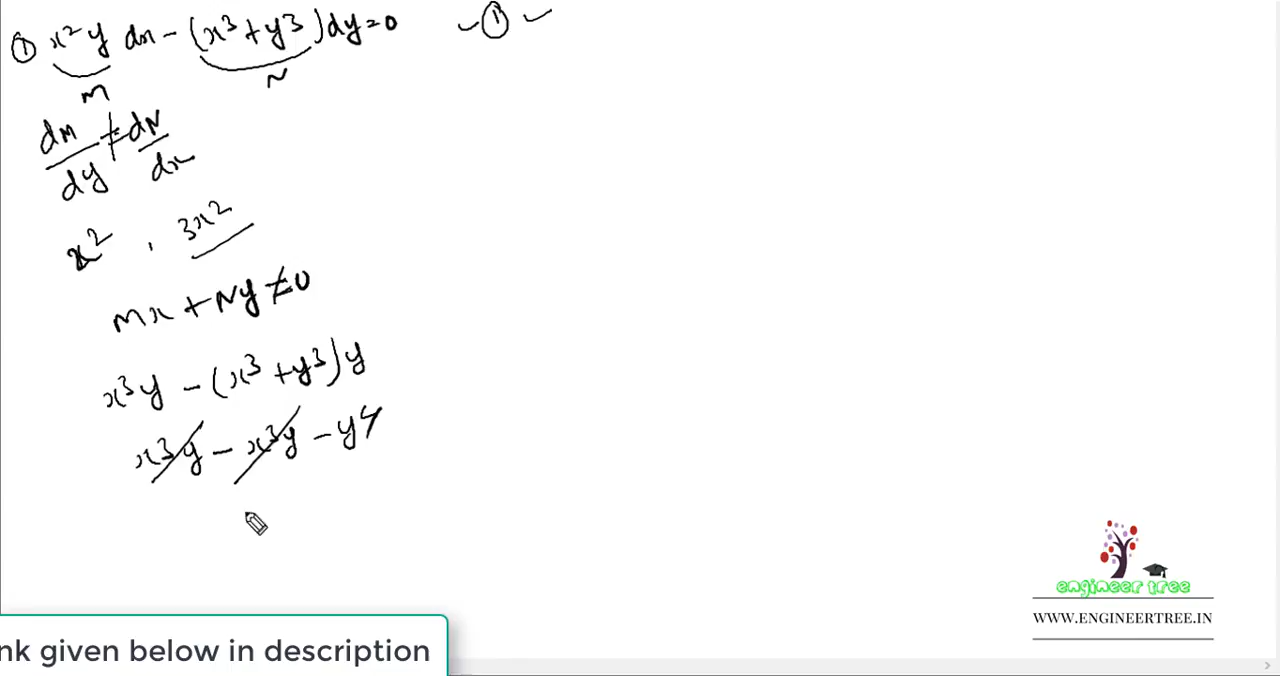 ① x²y dx - (x³+y³)dy=0 -①
M N
dM/dy ≠ dN/dx
x² , 3x²
Mx + Ny ≠ 0
x³y - (x³+y³)y
x³y - x³y - y⁴
engineer tree
WWW.ENGINEERTREE.IN
nk given below in description